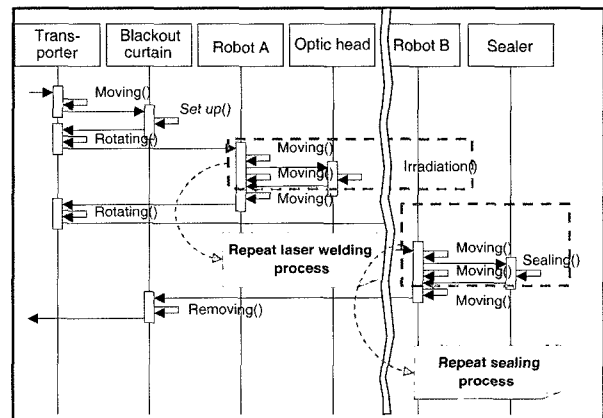 Trans-
porter
Blackout
curtain
Robot A
Optic head
Robot B
Sealer
Moving()
Set up()
Rotating()
Moving()
Moving()
Irradiation()
Moving()
Rotating()
Repeat laser welding
process
Moving()
Sealing()
Moving()
Moving()
Removing()
Repeat sealing
process